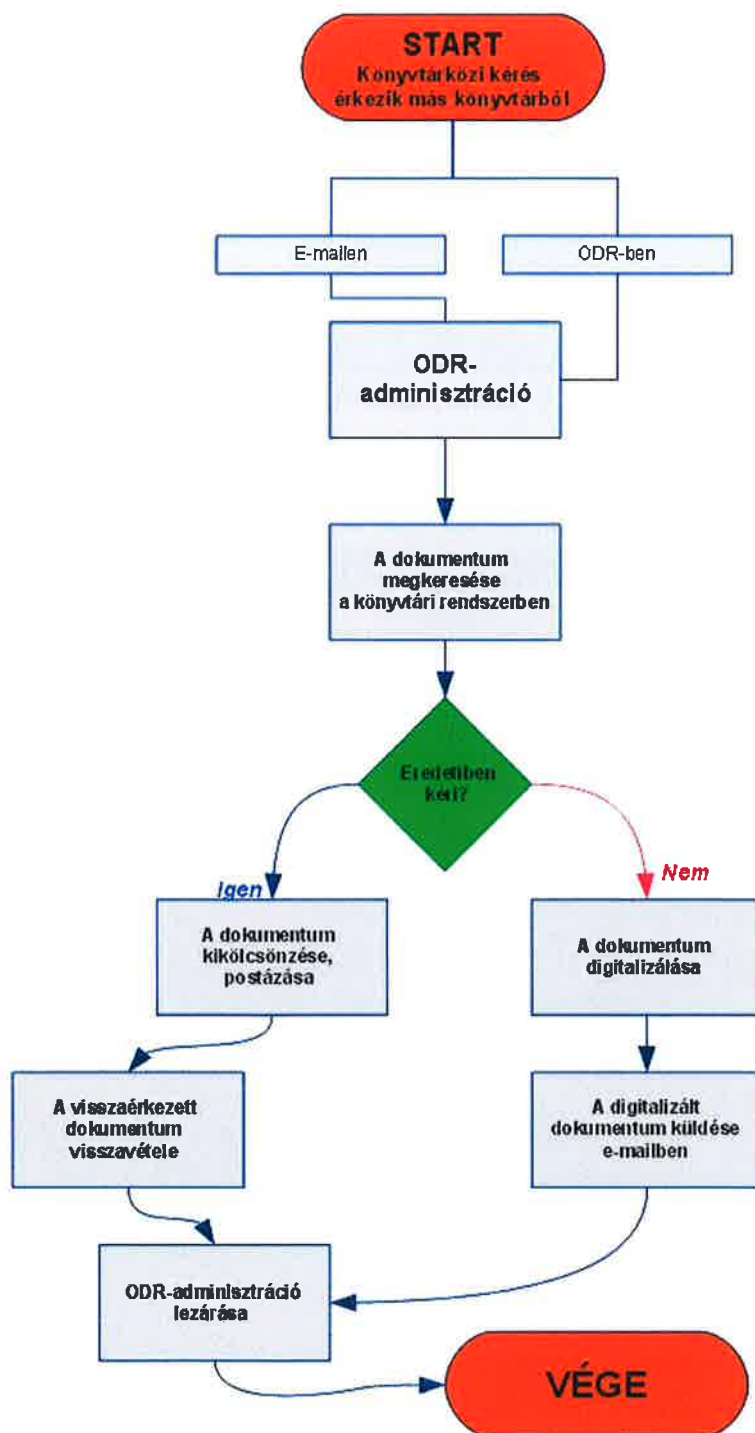 START
Könyvtárközi kérés
érkezik más könyvtárból
E-mailen
ODR-ben
ODR-
adminisztráció
A dokumentum
megkeresése
a könyvtári rendszerben
Eredetiben
kéri?
Igen
Nem
A dokumentum
kikölcsönzése,
postázása
A dokumentum
digitalizálása
A visszaérkezett
dokumentum
visszavétele
A digitalizált
dokumentum küldése
e-mailben
ODR-adminisztráció
lezárása
VÉGE